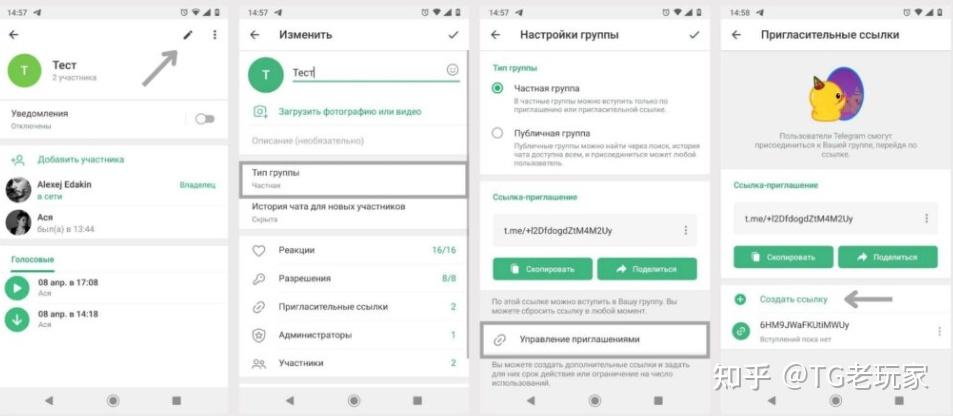 14:57
Тест
2 участника
Уведомления
Отключены
Добавить участника
Alexej Edakin
в сети
Владелец
Ася
был(а) в 13:44
Голосовые
08 апр. в 17:08
Ася
08 апр. в 14:18
Ася
14:57
Изменить
Т
Тест
Загрузить фотографию или видео
Описание (необязательно)
Тип группы
Частная
История чата для новых участников
Скрыта
Реакции 16/16
Разрешения 8/8
Пригласительные ссылки 2
Администраторы 1
Участники 2
14:57
Настройки группы
Тип группы
Частная группа
В частные группы можно вступить только по
приглашению или пригласительной ссылке.
Публичная группа
Публичные группы можно найти через поиск, история
чата доступна всем, и присоединиться может любой
пользователь.
Ссылка-приглашение
t.me/+l2DfdogdZtM4M2Uy
Скопировать
Поделиться
По этой ссылке можно вступить в Вашу группу. Вы
можете сбросить ссылку в любой момент.
Управление приглашениями
Вы можете создать дополнительные ссылки и задать
для них срок действия или ограничение на число
использований.
14:58
Пригласительные ссылки
Пользователи Telegram смогут
присоединиться к Вашей группе, перейдя по
ссылке.
Ссылка-приглашение
t.me/+l2DfdogdZtM4M2Uy
Скопировать
Поделиться
Создать ссылку
6HM9JWaFKUtiMWUy
Вступлений пока нет
知乎 @TG老玩家